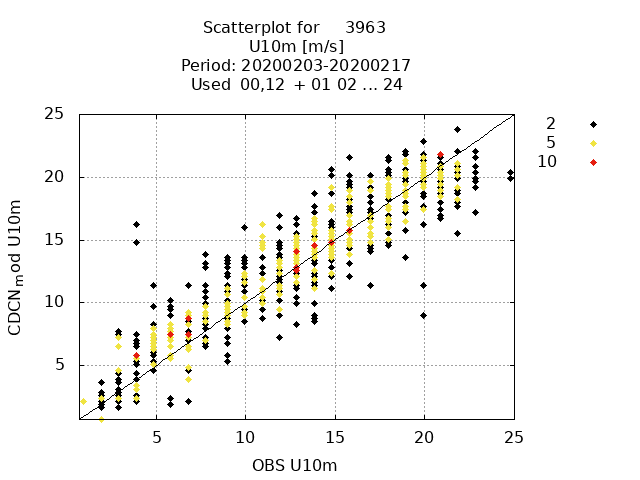 Scatterplot for 3963
U10m [m/s]
Period: 20200203-20200217
Used 00,12 + 01 02 ... 24
25
20
15
10
5
CDCNmod U10m
5 10 15 20 25
OBS U10m
2
5
10